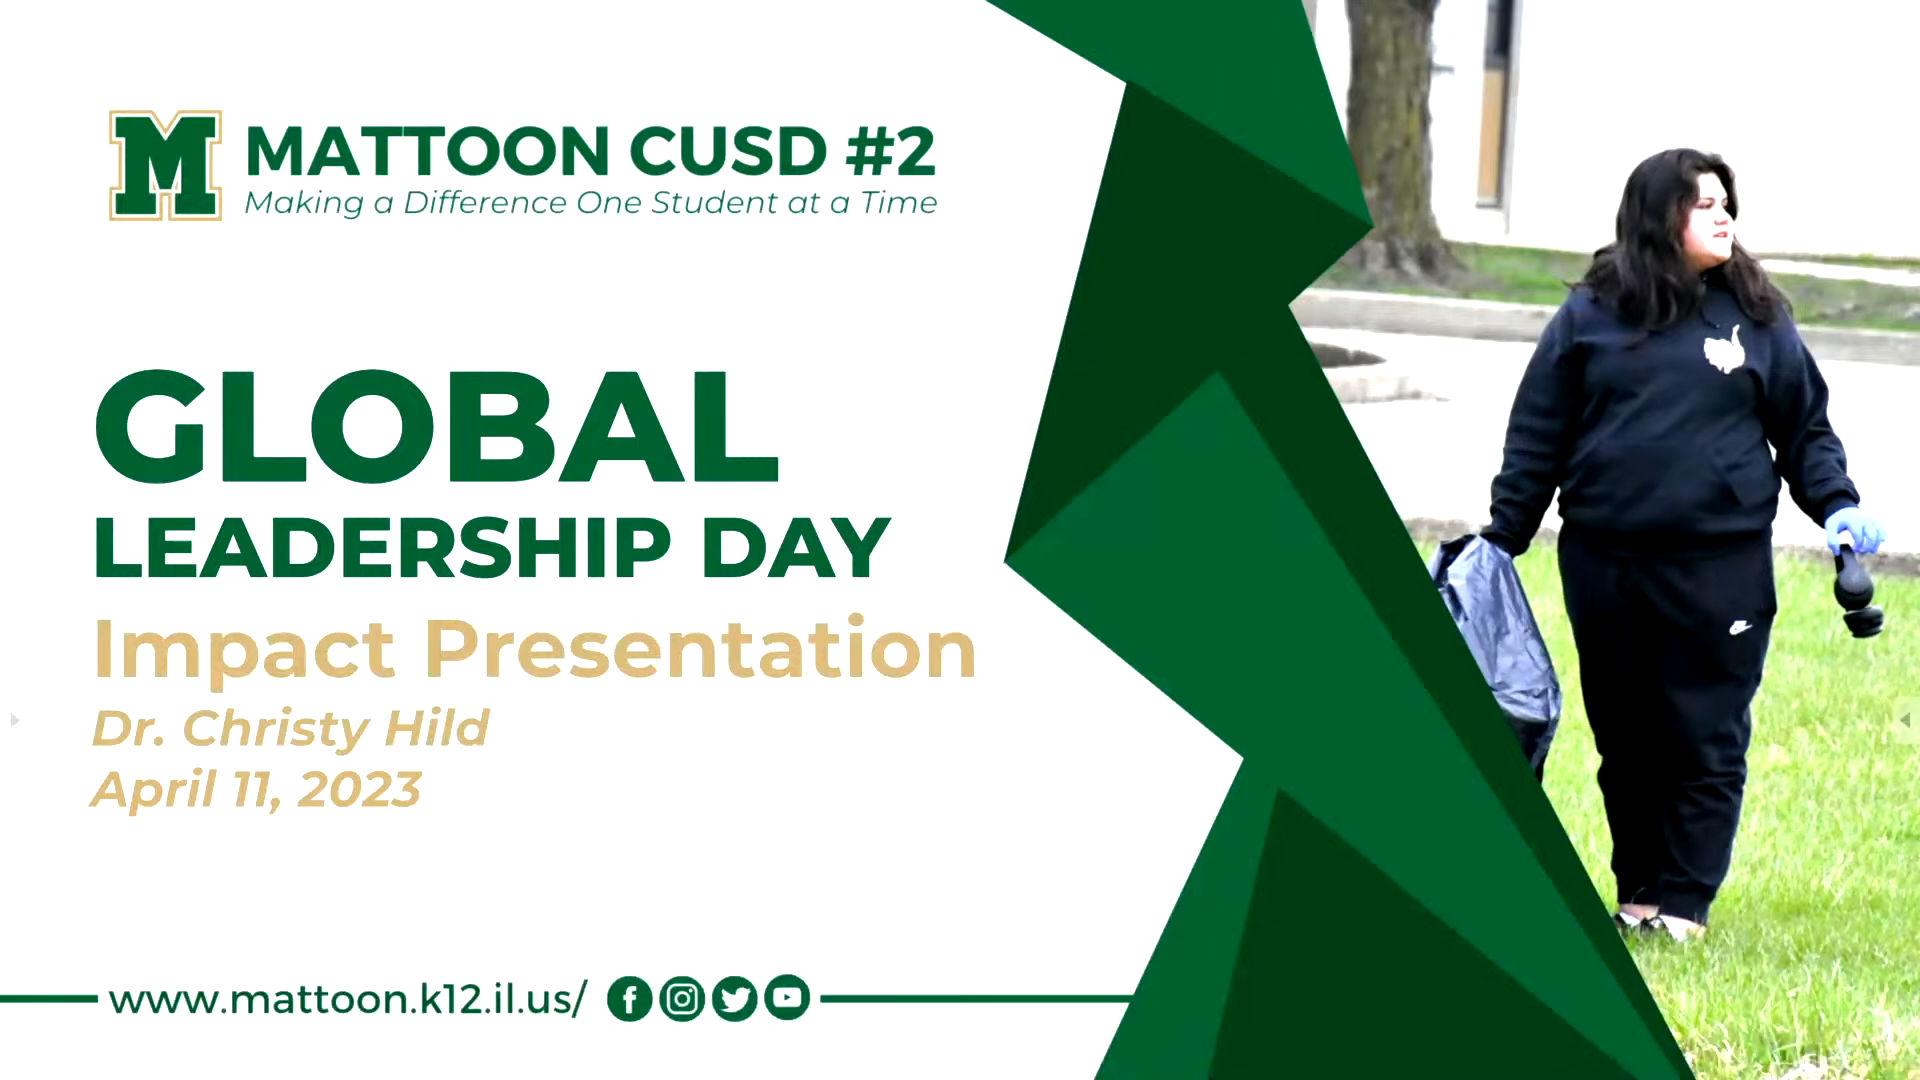 M
MATTOON CUSD #2
Making a Difference One Student at a Time
GLOBAL
LEADERSHIP DAY
Impact Presentation
Dr. Christy Hild
April 11, 2023
www.mattoon.k12.il.us/